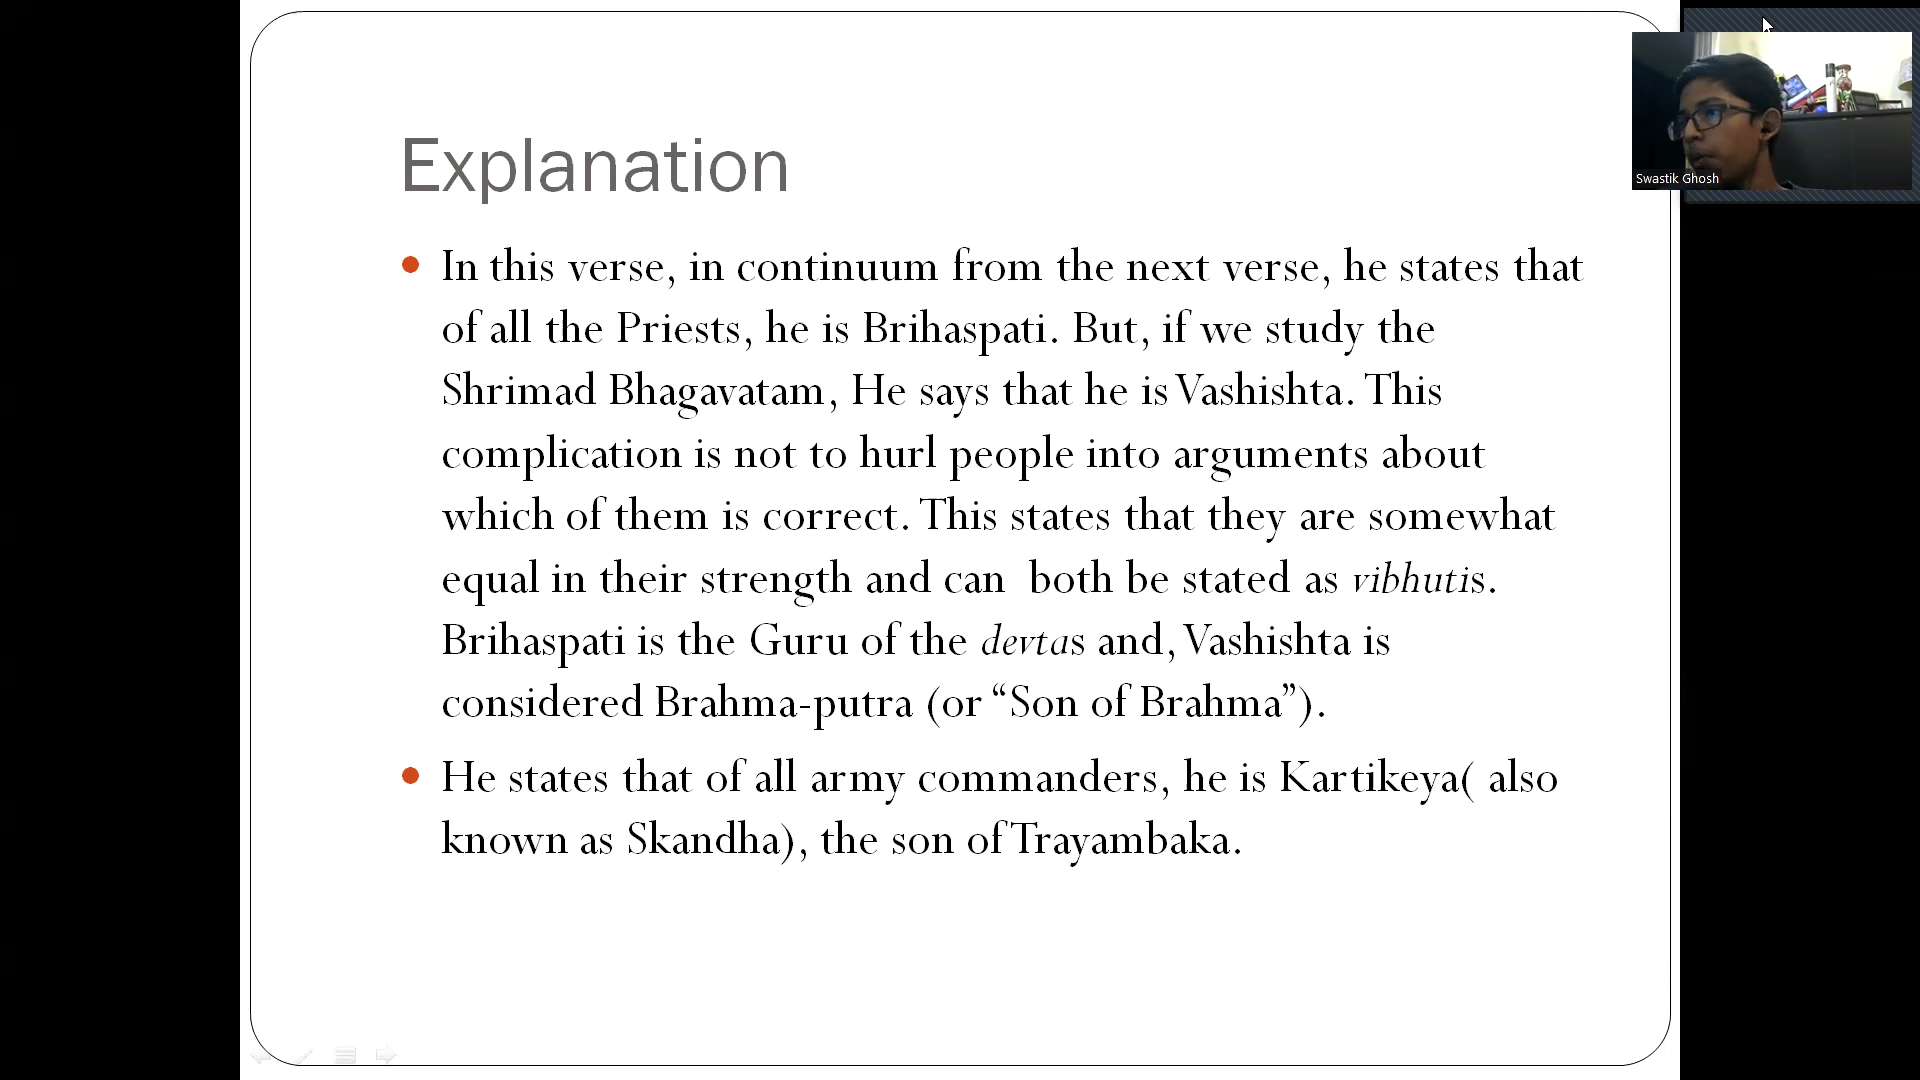 Explanation
• In this verse, in continuum from the next verse, he states that
of all the Priests, he is Brihaspati. But, if we study the
Shrimad Bhagavatam, He says that he is Vashishta. This
complication is not to hurl people into arguments about
which of them is correct. This states that they are somewhat
equal in their strength and can  both be stated as vibhutis.
Brihaspati is the Guru of the devtas and, Vashishta is
considered Brahma-putra (or “Son of Brahma”).
• He states that of all army commanders, he is Kartikeya( also
known as Skandha), the son of Trayambaka.
Swastik Ghosh